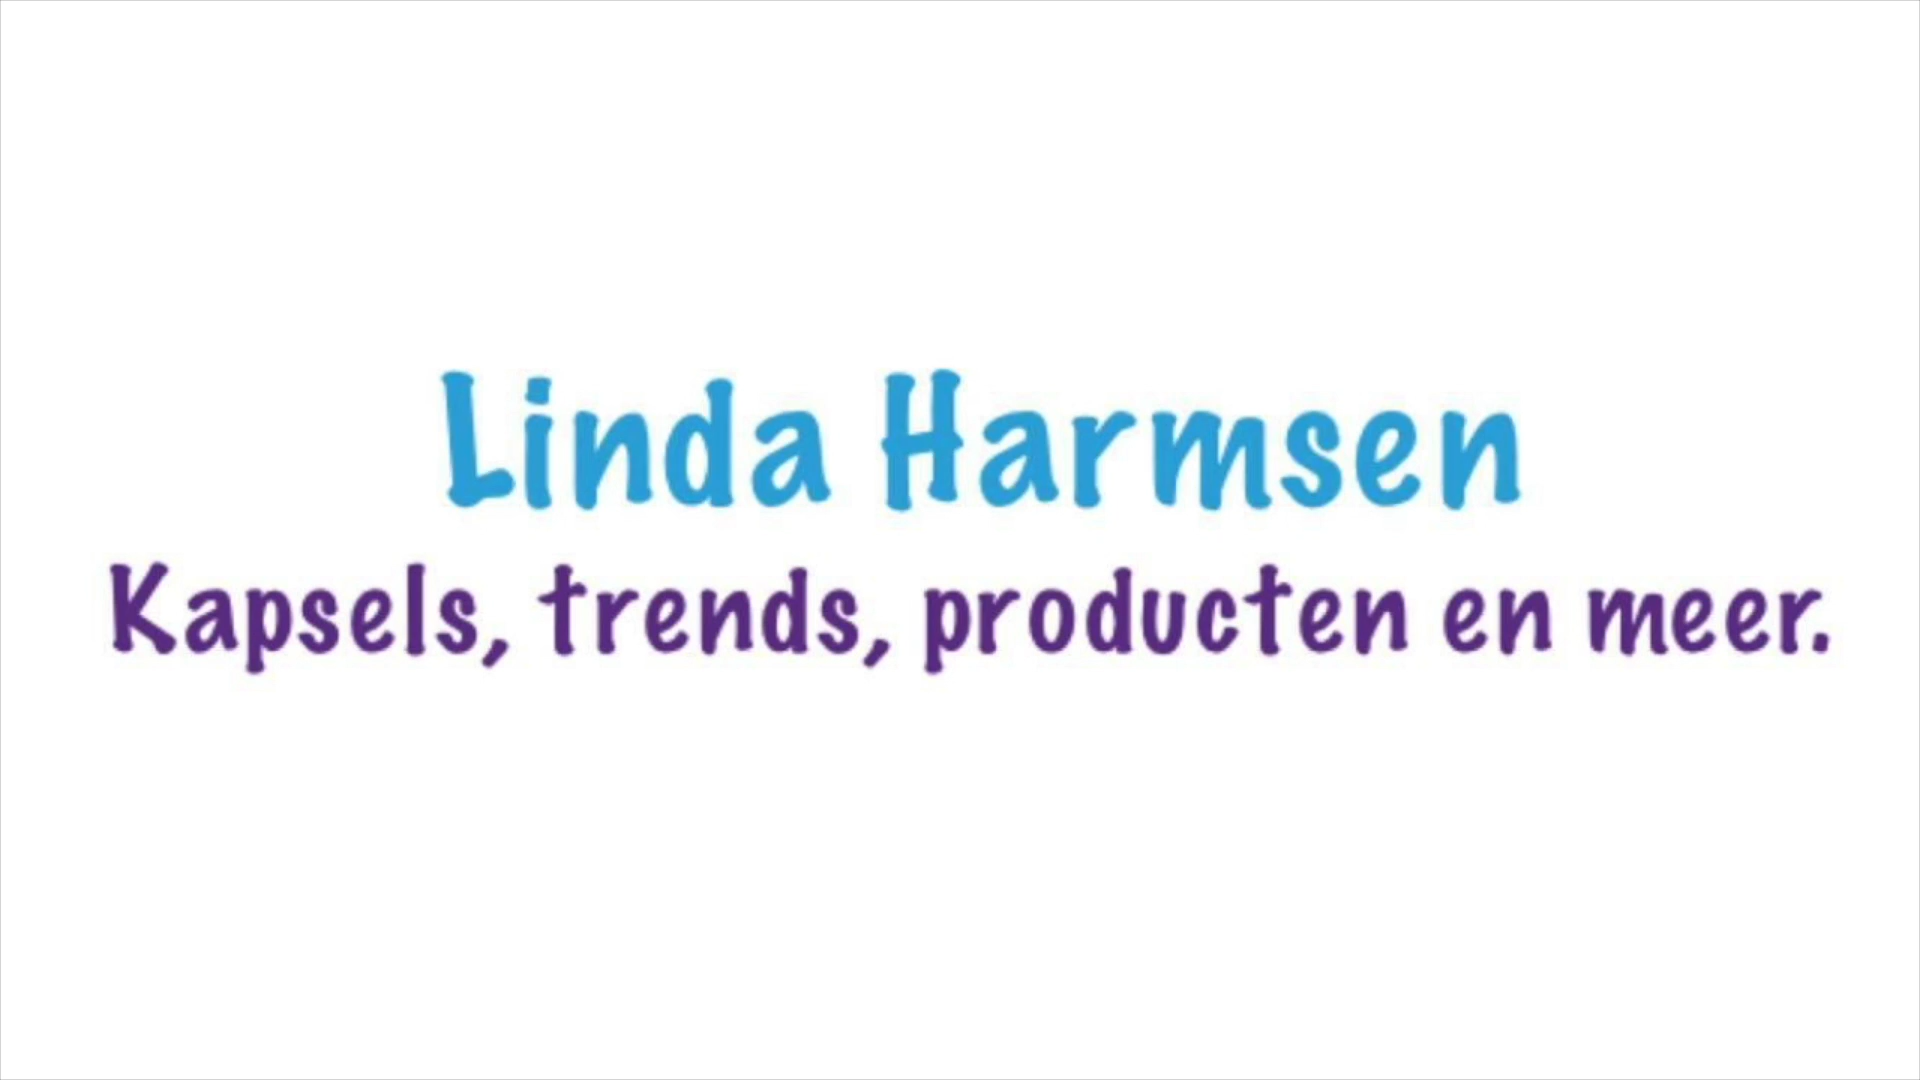 Linda Harmsen
Kapsels, trends, producten en meer.